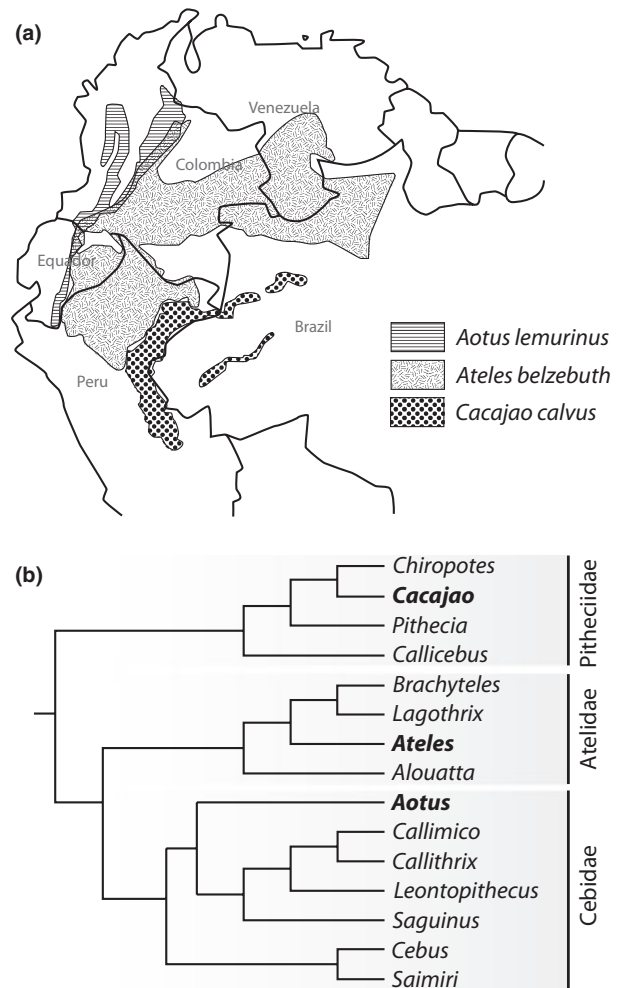 (a)
Venezuela
Colombia
Equador
Brazil
Peru
Aotus lemurinus
Ateles belzebuth
Cacajao calvus
(b)
Chiropotes
Cacajao
Pithecia
Callicebus
Pitheciidae
Brachyteles
Lagothrix
Ateles
Alouatta
Atelidae
Aotus
Callimico
Callithrix
Leontopithecus
Saguinus
Cebus
Saimiri
Cebidae